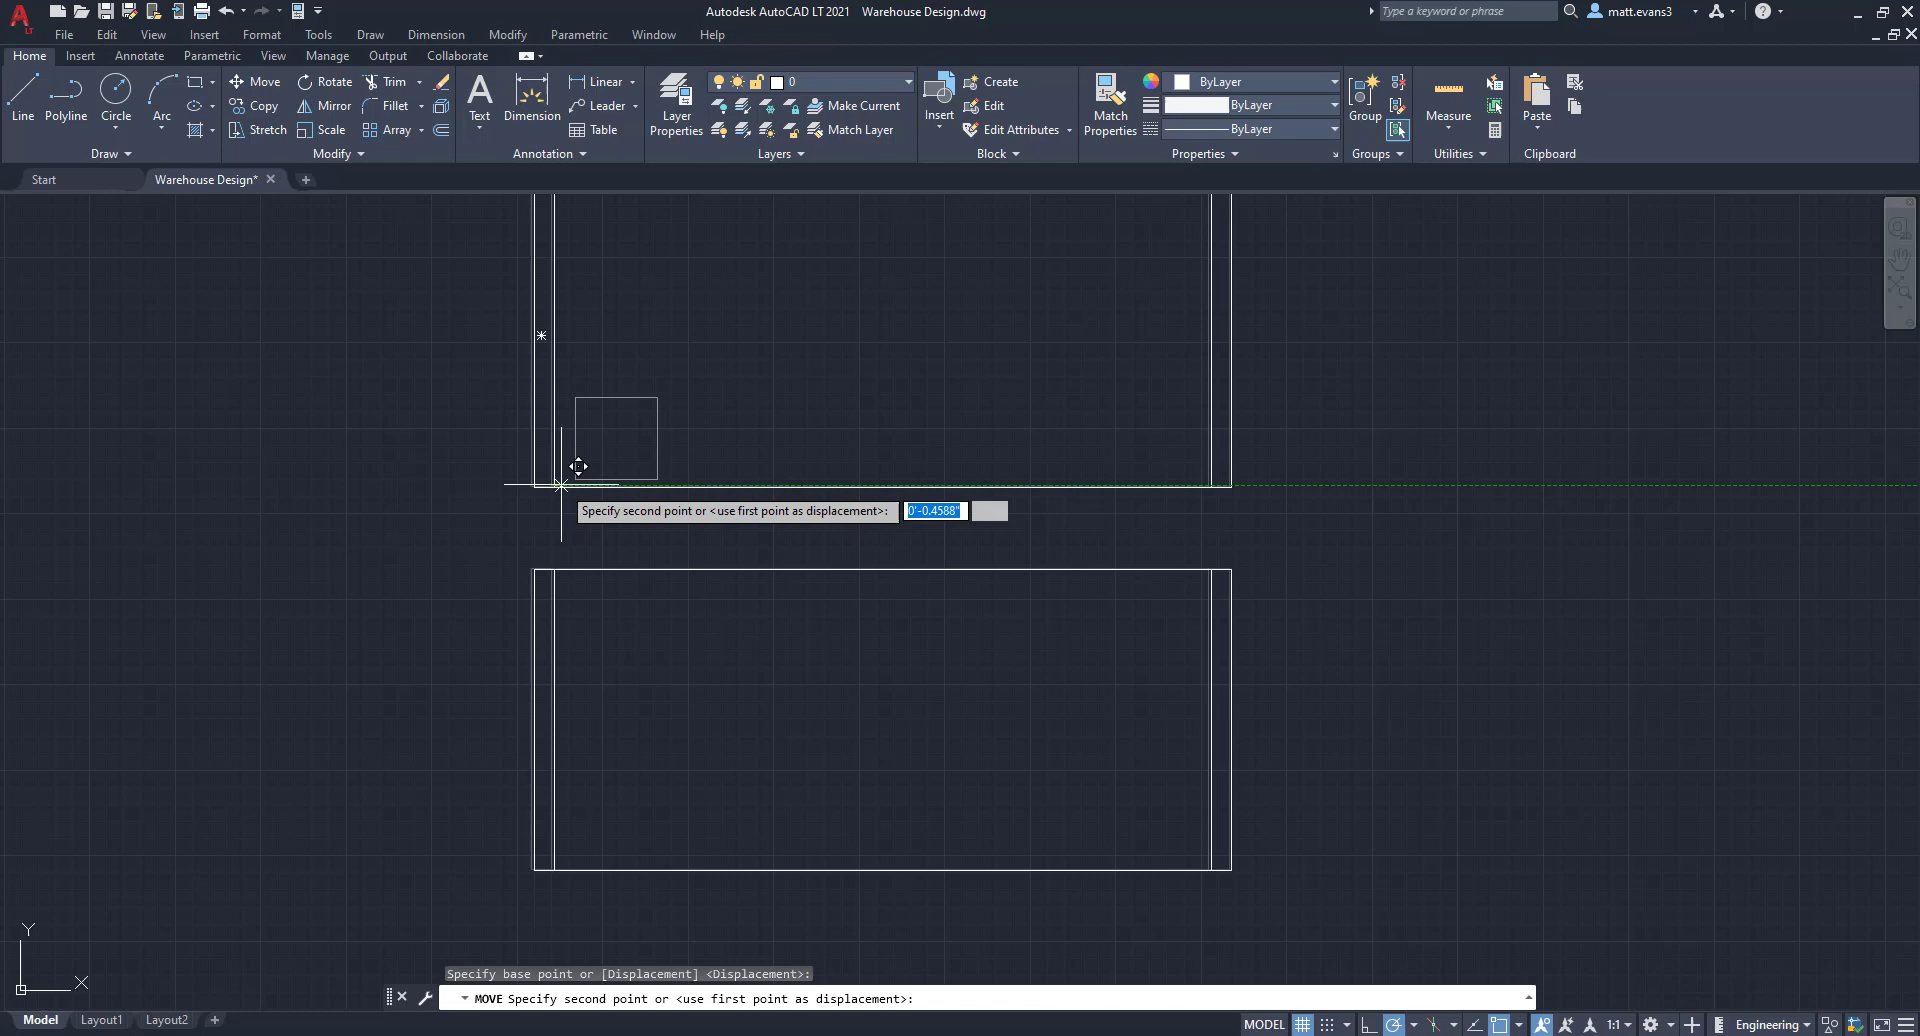 Autodesk AutoCAD LT 2021 Warehouse Design.dwg
Type a keyword or phrase
matt.evans3
File Edit View Insert Format Tools Draw Dimension Modify Parametric Window Help
Home Insert Annotate Parametric View Manage Output Collaborate
Line Polyline Circle Arc
Draw
Move Rotate Trim
Copy Mirror Fillet
Stretch Scale Array
Modify
Text Dimension
Linear
Leader
Table
Annotation
Layer Properties
0
Make Current
Match Layer
Layers
Insert
Create
Edit
Edit Attributes
Block
Match Properties
ByLayer
ByLayer
ByLayer
Properties
Group
Groups
Measure
Utilities
Paste
Clipboard
Start Warehouse Design*
Specify second point or <use first point as displacement>: 0'-0.4588"
Y
X
Specify base point or [Displacement] <Displacement>:
MOVE Specify second point or <use first point as displacement>:
Model Layout1 Layout2
MODEL 1:1 Engineering